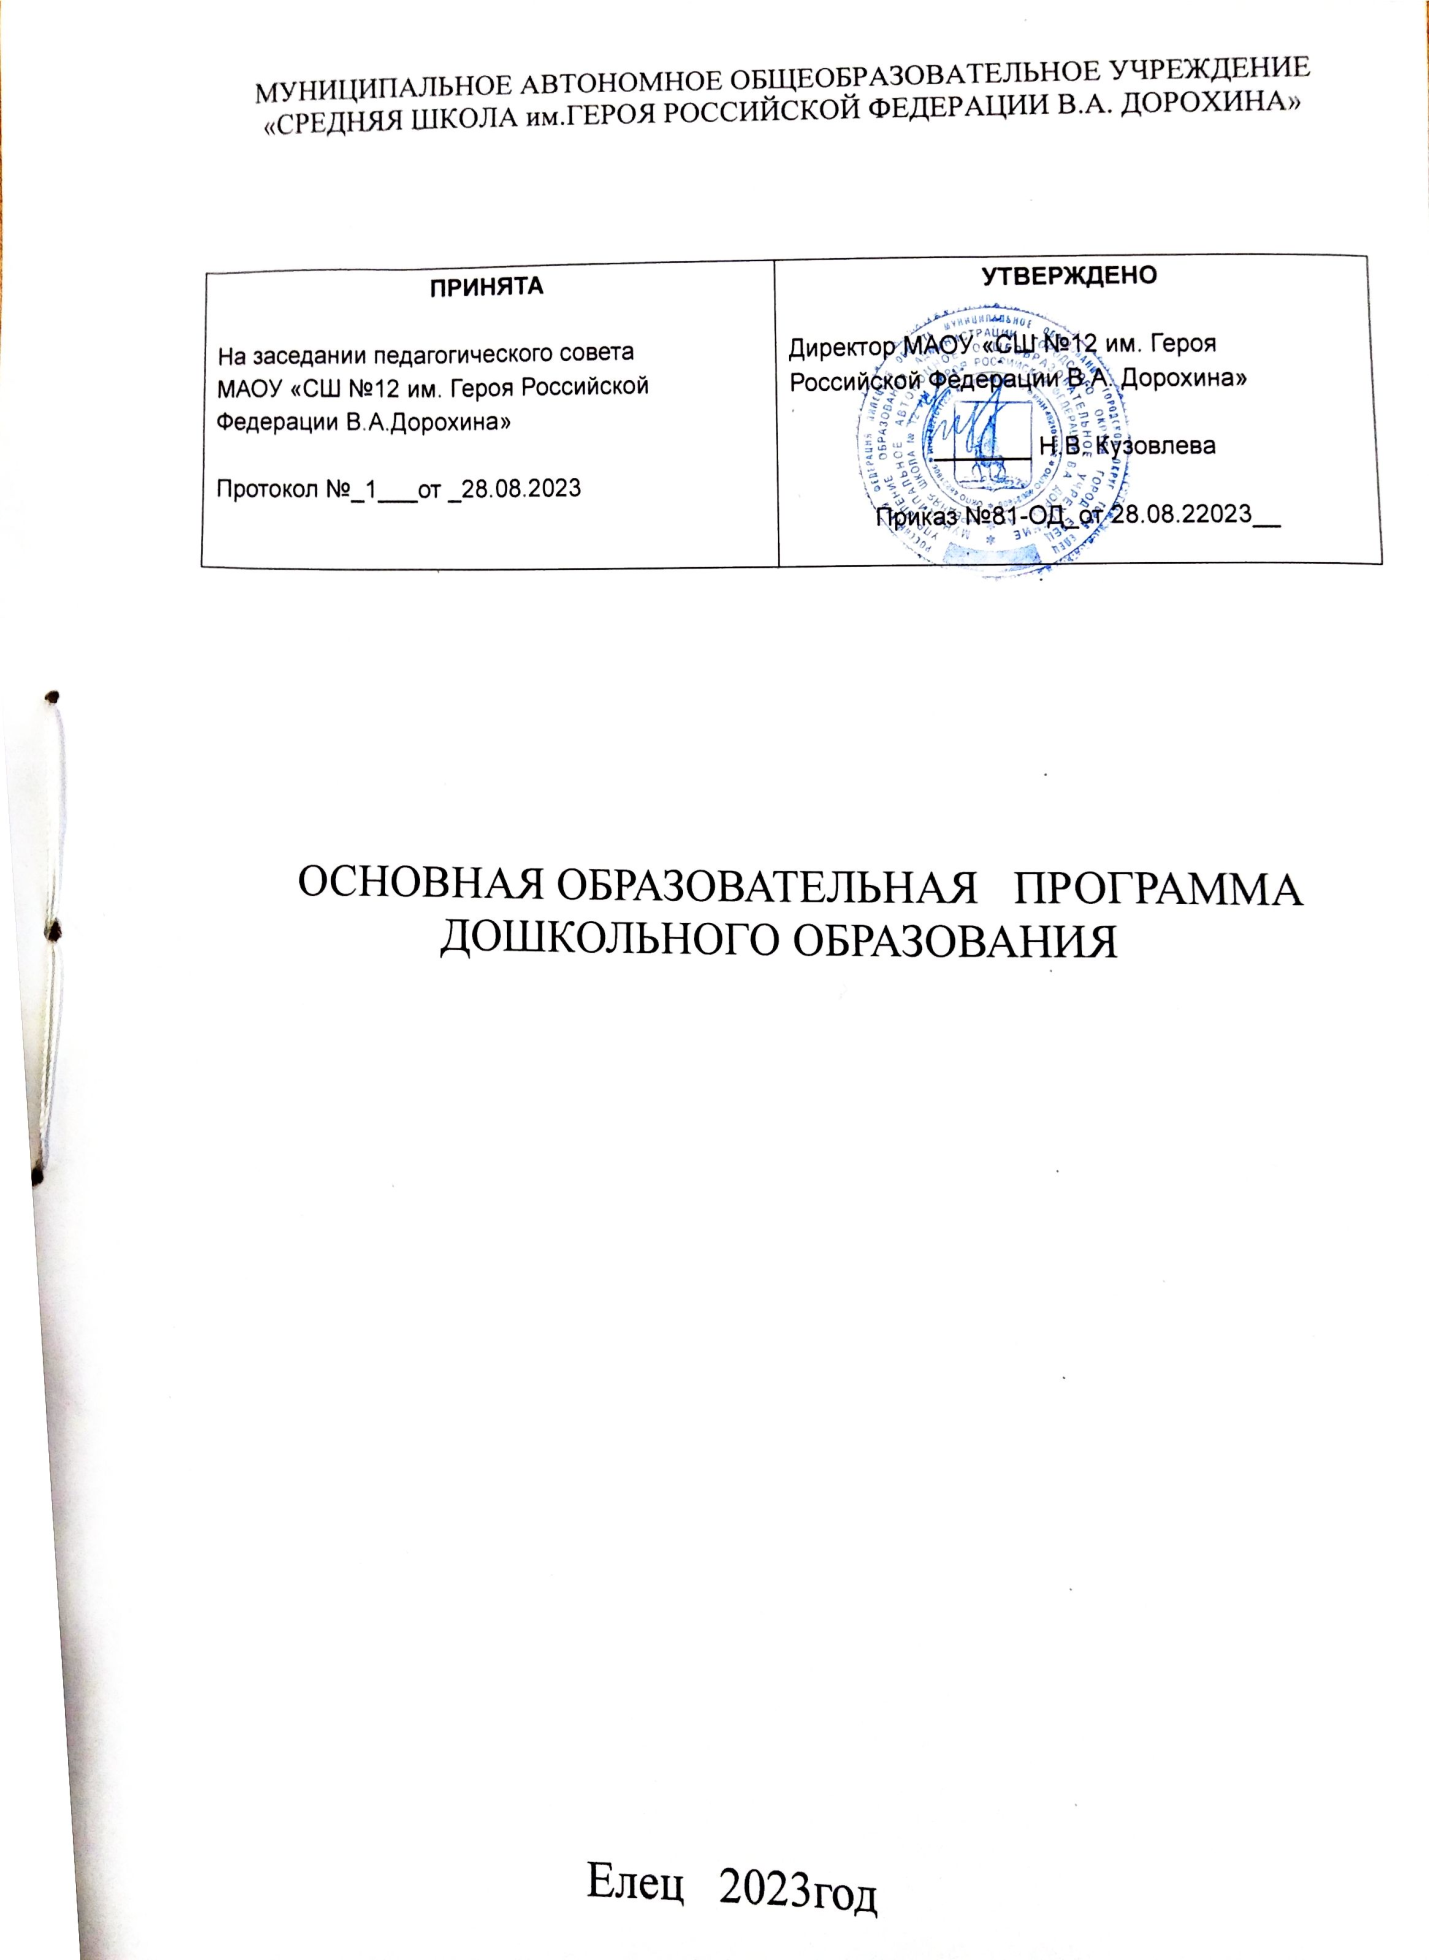 МУНИЦИПАЛЬНОЕ АВТОНОМНОЕ ОБЩЕОБРАЗОВАТЕЛЬНОЕ УЧРЕЖДЕНИЕ
«СРЕДНЯЯ ШКОЛА им.ГЕРОЯ РОССИЙСКОЙ ФЕДЕРАЦИИ В.А. ДОРОХИНА»
ПРИНЯТА
На заседании педагогического совета
МАОУ «СШ №12 им. Героя Российской
Федерации В.А.Дорохина»
Протокол №_1___от _28.08.2023
УТВЕРЖДЕНО
Директор МАОУ «СШ №12 им. Героя
Российской Федерации В.А. Дорохина»
_______ Н.В. Кузовлева
Приказ №81-ОД_от 28.08.22023__
ОСНОВНАЯ ОБРАЗОВАТЕЛЬНАЯ ПРОГРАММА
ДОШКОЛЬНОГО ОБРАЗОВАНИЯ
Елец 2023год